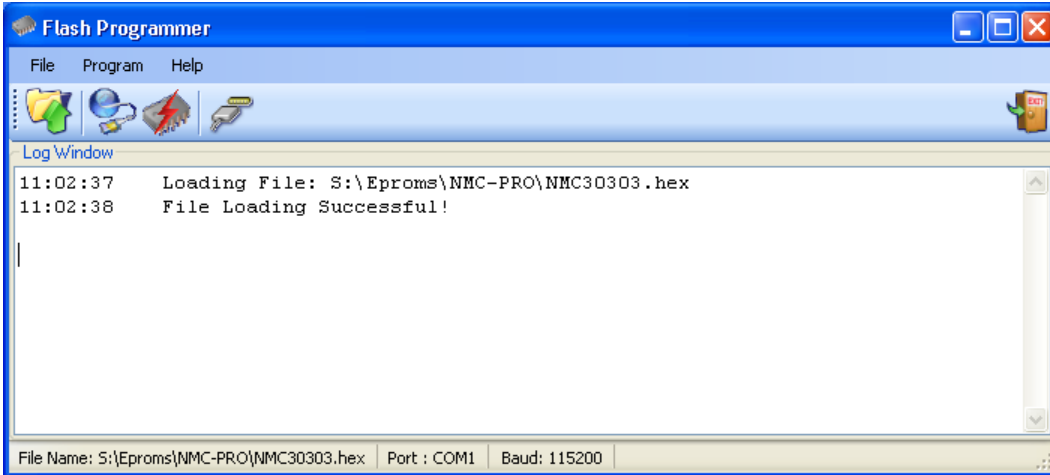 Flash Programmer
File Program Help
EXIT
Log Window
11:02:37 Loading File: S:\Eproms\NMC-PRO\NMC30303.hex
11:02:38 File Loading Successful!
File Name: S:\Eproms\NMC-PRO\NMC30303.hex Port : COM1 Baud: 115200